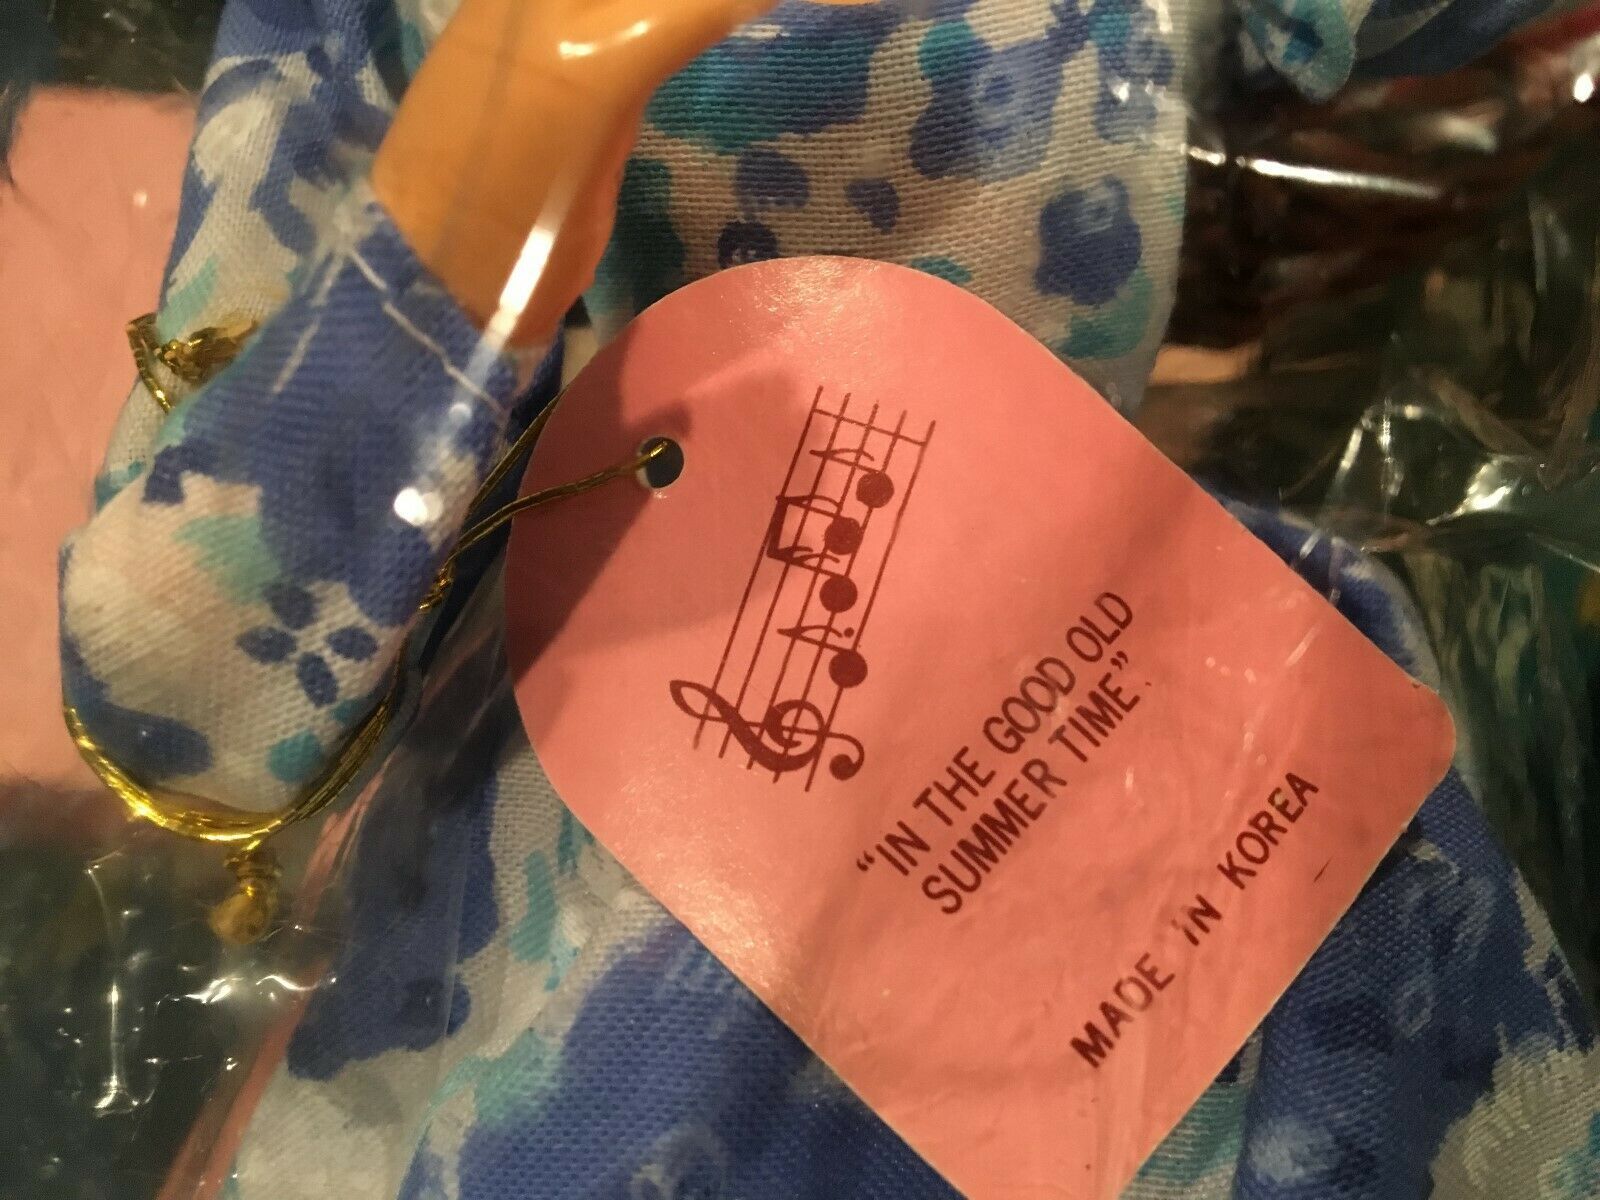 “IN THE GOOD OLD
SUMMER TIME”
MADE IN KOREA